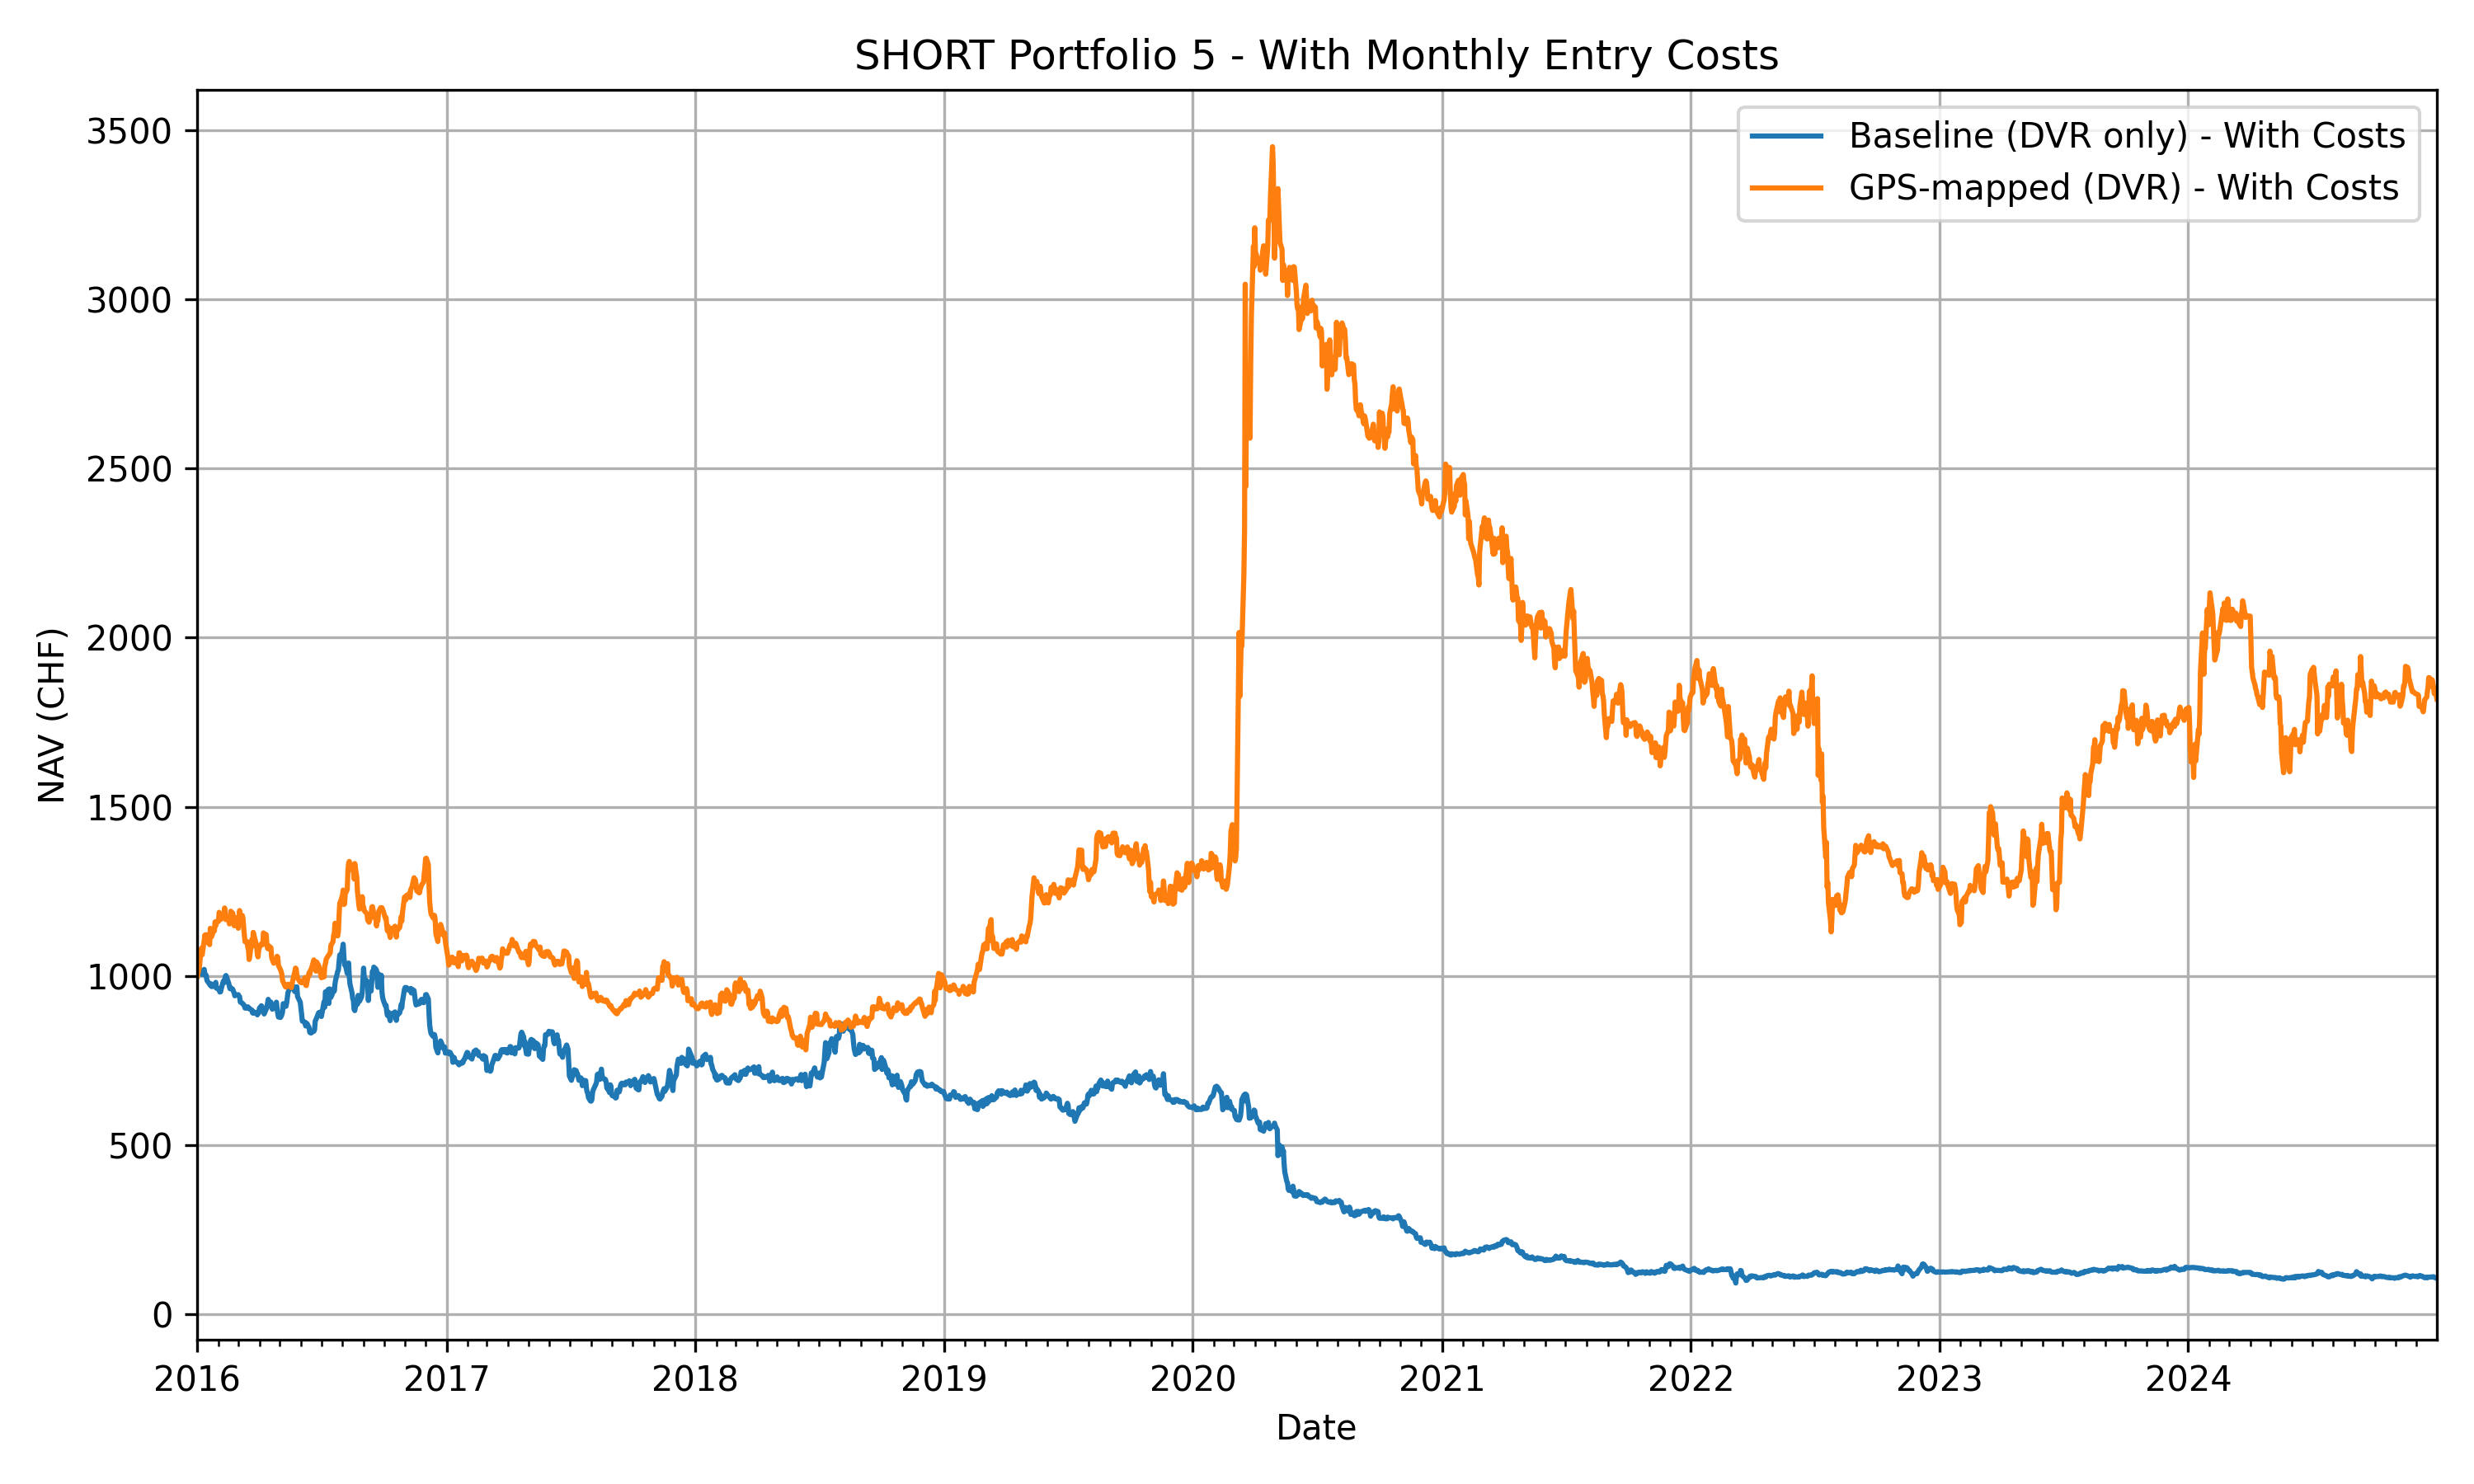 SHORT Portfolio 5 - With Monthly Entry Costs
Baseline (DVR only) - With Costs
GPS-mapped (DVR) - With Costs
NAV (CHF)
3500
3000
2500
2000
1500
1000
500
0
2016 2017 2018 2019 2020 2021 2022 2023 2024
Date